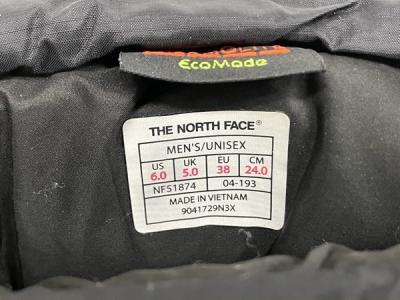 EcoMade
THE NORTH FACE®
MEN'S/UNISEX
US UK EU CM
6.0 5.0 38 24.0
NF51874 04-193
MADE IN VIETNAM
9041729N3X